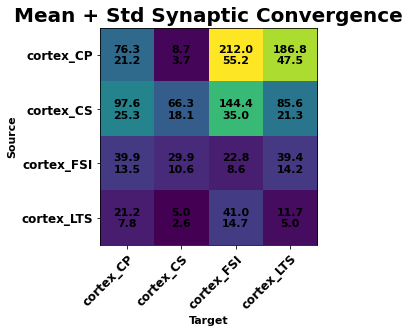 Mean + Std Synaptic Convergence
cortex_CP
76.3 8.7 212.0 186.8
21.2 3.7 55.2 47.5
cortex_CS
97.6 66.3 144.4 85.6
25.3 18.1 35.0 21.3
Source
cortex_FSI
39.9 29.9 22.8 39.4
13.5 10.6 8.6 14.2
cortex_LTS
21.2 5.0 41.0 11.7
7.8 2.6 14.7 5.0
cortex_CP cortex_CS cortex_FSI cortex_LTS
Target